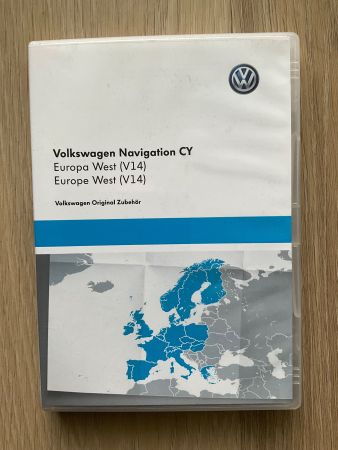 Volkswagen Navigation CY
Europa West (V14)
Europe West (V14)
Volkswagen Original Zubehör